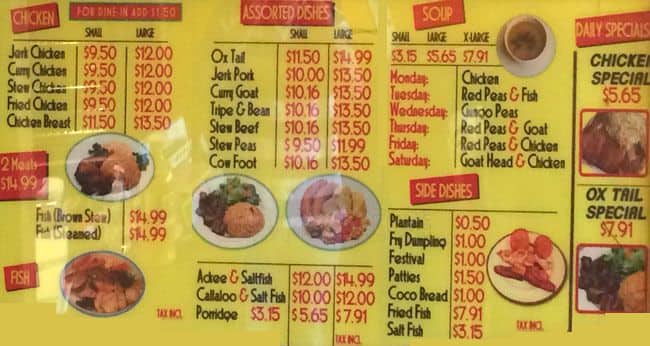 CHICKEN FOR DINE-IN ADD $1.50
SMALL LARGE
Jerk Chicken $9.50 $12.00
Curry Chicken $9.50 $12.00
Stew Chicken $9.50 $12.00
Fried Chicken $9.50 $12.00
Chicken Breast $11.50 $13.50
2 Meats
$14.99
Fish (Brown Stew) $14.99
Fish (Steamed) $14.99
FISH
TAX INCL
ASSORTED DISHES
SMALL LARGE
Ox Tail $11.50 $14.99
Jerk Pork $10.00 $13.50
Curry Goat $10.16 $13.50
Tripe & Bean $10.16 $13.50
Stew Beef $10.16 $13.50
Stew Peas $9.50 $11.99
Cow Foot $10.16 $13.50
Ackee & Saltfish $12.00 $14.99
Callaloo & Salt Fish $10.00 $12.00
Porridge $3.15 $5.65 $7.91
TAX INCL
SOUP
SMALL LARGE X-LARGE
$3.15 $5.65 $7.91
Monday: Chicken
Tuesday: Red Peas & Fish
Wednesday: Gungo Peas
Thursday: Red Peas & Goat
Friday: Red Peas & Chicken
Saturday: Goat Head & Chicken
SIDE DISHES
Plantain $0.50
Fry Dumpling $1.00
Festival $1.00
Patties $1.50
Coco Bread $1.00
Fried Fish $7.91
Salt Fish $3.15
TAX INCL
DAILY SPECIALS
CHICKEN
SPECIAL
$5.65
OX TAIL
SPECIAL
$7.91